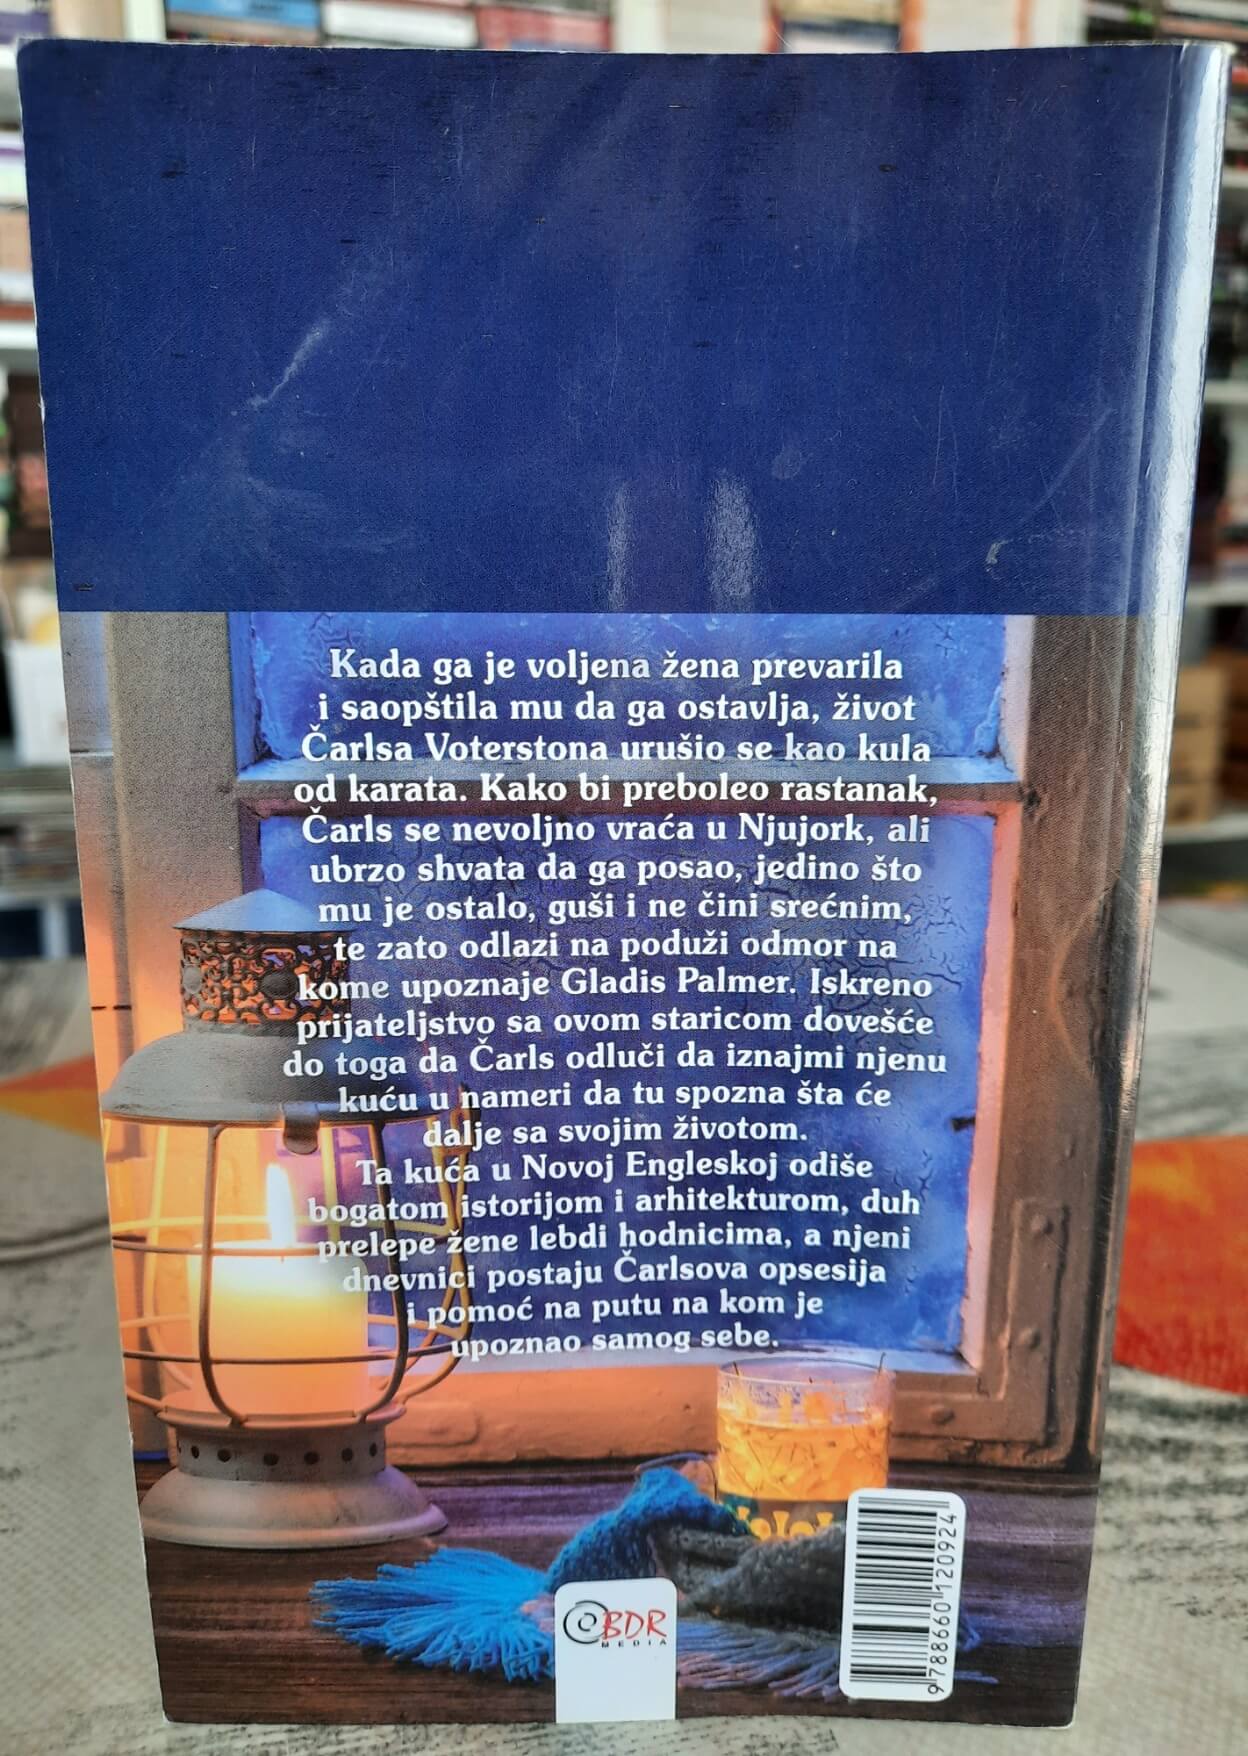 Kada ga je voljena žena prevarila
i saopštila mu da ga ostavlja, život
Čarlsa Voterstona urušio se kao kula
od karata. Kako bi preboleo rastanak,
Čarls se nevoljno vraća u Njujork, ali
ubrzo shvata da ga posao, jedino što
mu je ostalo, guši i ne čini srećnim,
te zato odlazi na poduži odmor na
kome upoznaje Gladis Palmer. Iskreno
prijateljstvo sa ovom staricom dovešće
do toga da Čarls odluči da iznajmi njenu
kuću u nameri da tu spozna šta će
dalje sa svojim životom.
Ta kuća u Novoj Engleskoj odiše
bogatom istorijom i arhitekturom, duh
prelepe žene lebdi hodnicima, a njeni
dnevnici postaju Čarlsova opsesija
i pomoć na putu na kom je
upoznao samog sebe.
BDR
MEDIA
9788660120924